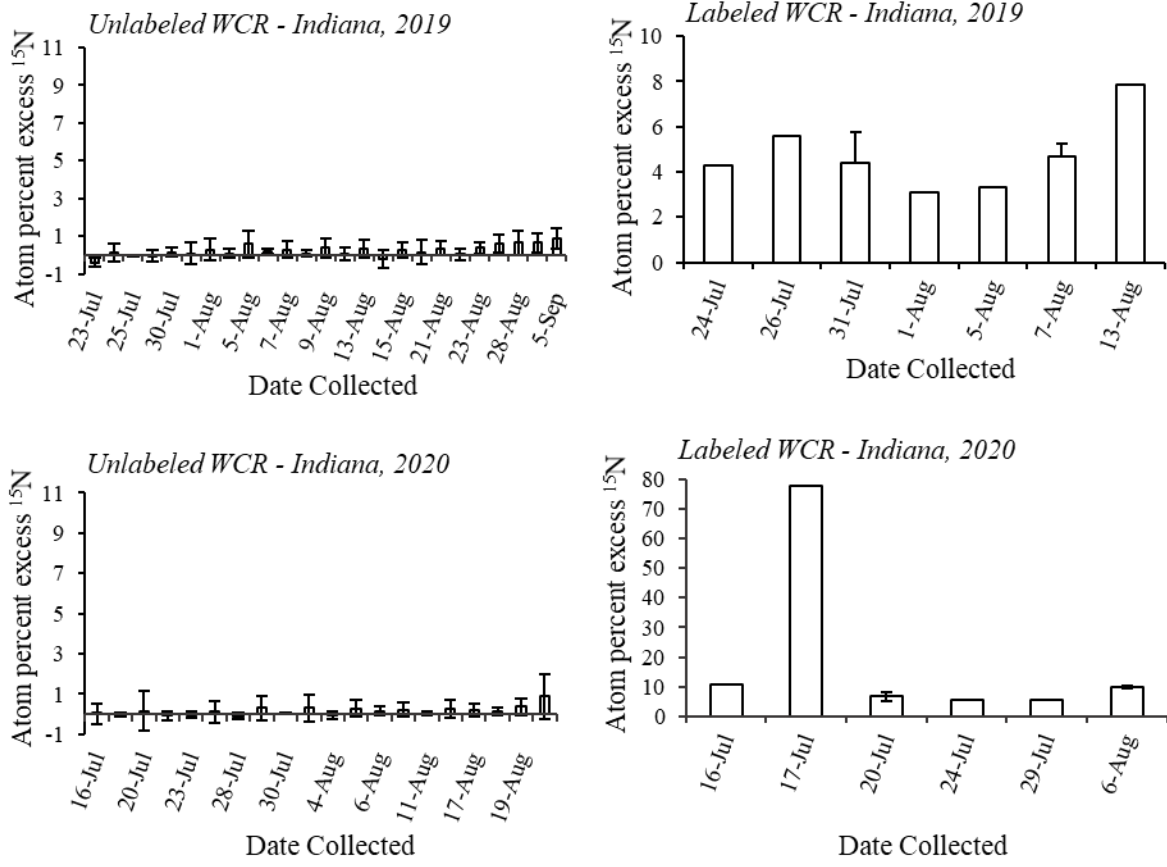 Unlabeled WCR - Indiana, 2019
Atom percent excess ¹⁵N
11
9
7
5
3
1
-1
23-Jul
25-Jul
30-Jul
1-Aug
5-Aug
7-Aug
9-Aug
13-Aug
15-Aug
21-Aug
23-Aug
28-Aug
5-Sep
Date Collected
Labeled WCR - Indiana, 2019
Atom percent excess ¹⁵N
10
8
6
4
2
0
24-Jul
26-Jul
31-Jul
1-Aug
5-Aug
7-Aug
13-Aug
Date Collected
Unlabeled WCR - Indiana, 2020
Atom percent excess ¹⁵N
11
9
7
5
3
1
-1
16-Jul
20-Jul
23-Jul
28-Jul
30-Jul
4-Aug
6-Aug
11-Aug
17-Aug
19-Aug
Date Collected
Labeled WCR - Indiana, 2020
Atom percent excess ¹⁵N
80
70
60
50
40
30
20
10
0
16-Jul
17-Jul
20-Jul
24-Jul
29-Jul
6-Aug
Date Collected